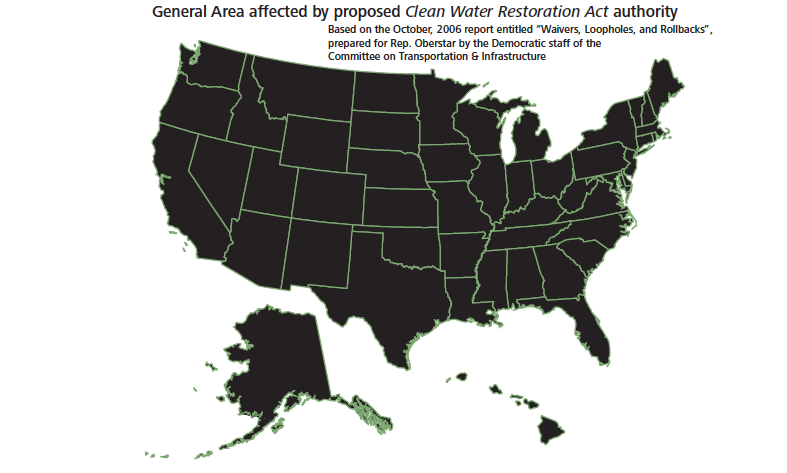 General Area affected by proposed Clean Water Restoration Act authority
Based on the October, 2006 report entitled “Waivers, Loopholes, and Rollbacks”,
prepared for Rep. Oberstar by the Democratic staff of the
Committee on Transportation & Infrastructure